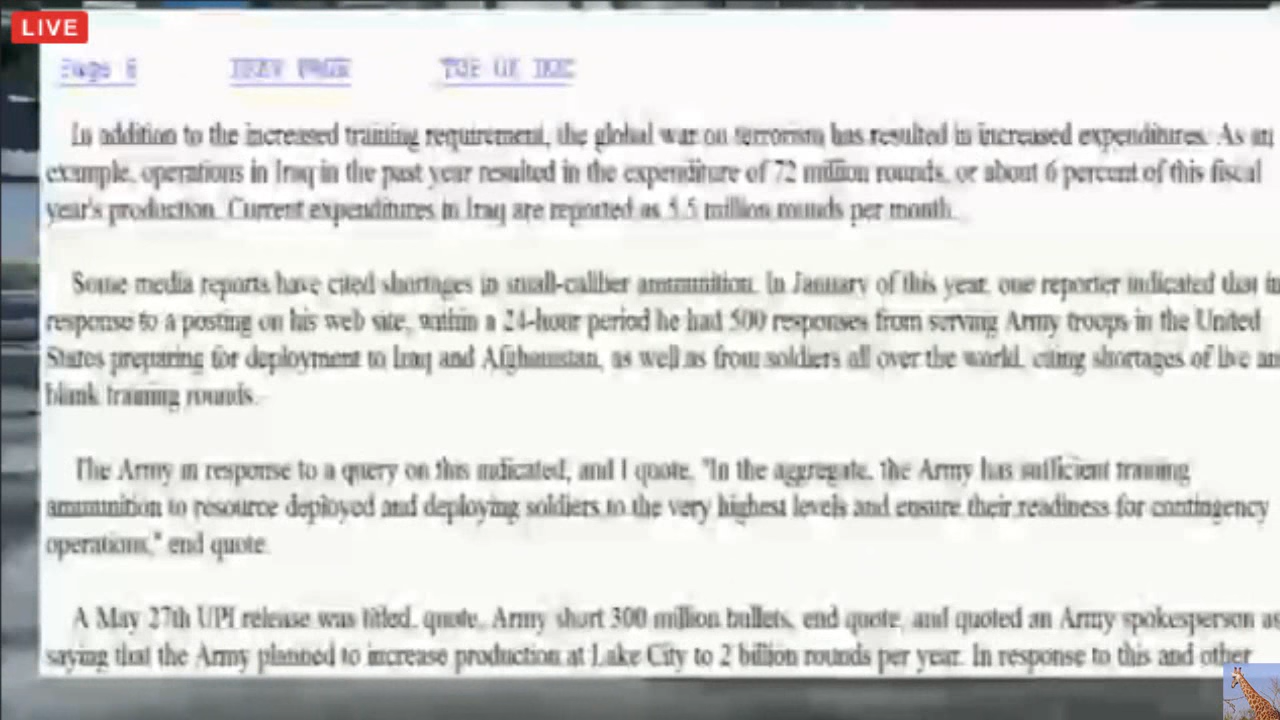 LIVE
Page 6 PREV PAGE TOP OF DOC
In addition to the increased training requirement, the global war on terrorism has resulted in increased expenditures. As an
example, operations in Iraq in the past year resulted in the expenditure of 72 million rounds, or about 6 percent of this fiscal
year's production. Current expenditures in Iraq are reported as 5.5 million rounds per month.
Some media reports have cited shortages in small-caliber ammunition. In January of this year, one reporter indicated that in
response to a posting on his web site, within a 24-hour period he had 500 responses from serving Army troops in the United
States preparing for deployment to Iraq and Afghanistan, as well as from soldiers all over the world, citing shortages of live an
blank training rounds.
The Army in response to a query on this indicated, and I quote, "In the aggregate, the Army has sufficient training
ammunition to resource deployed and deploying soldiers to the very highest levels and ensure their readiness for contingency
operations," end quote.
A May 27th UPI release was titled, quote, Army short 300 million bullets, end quote, and quoted an Army spokesperson as
saying that the Army planned to increase production at Lake City to 2 billion rounds per year. In response to this and other